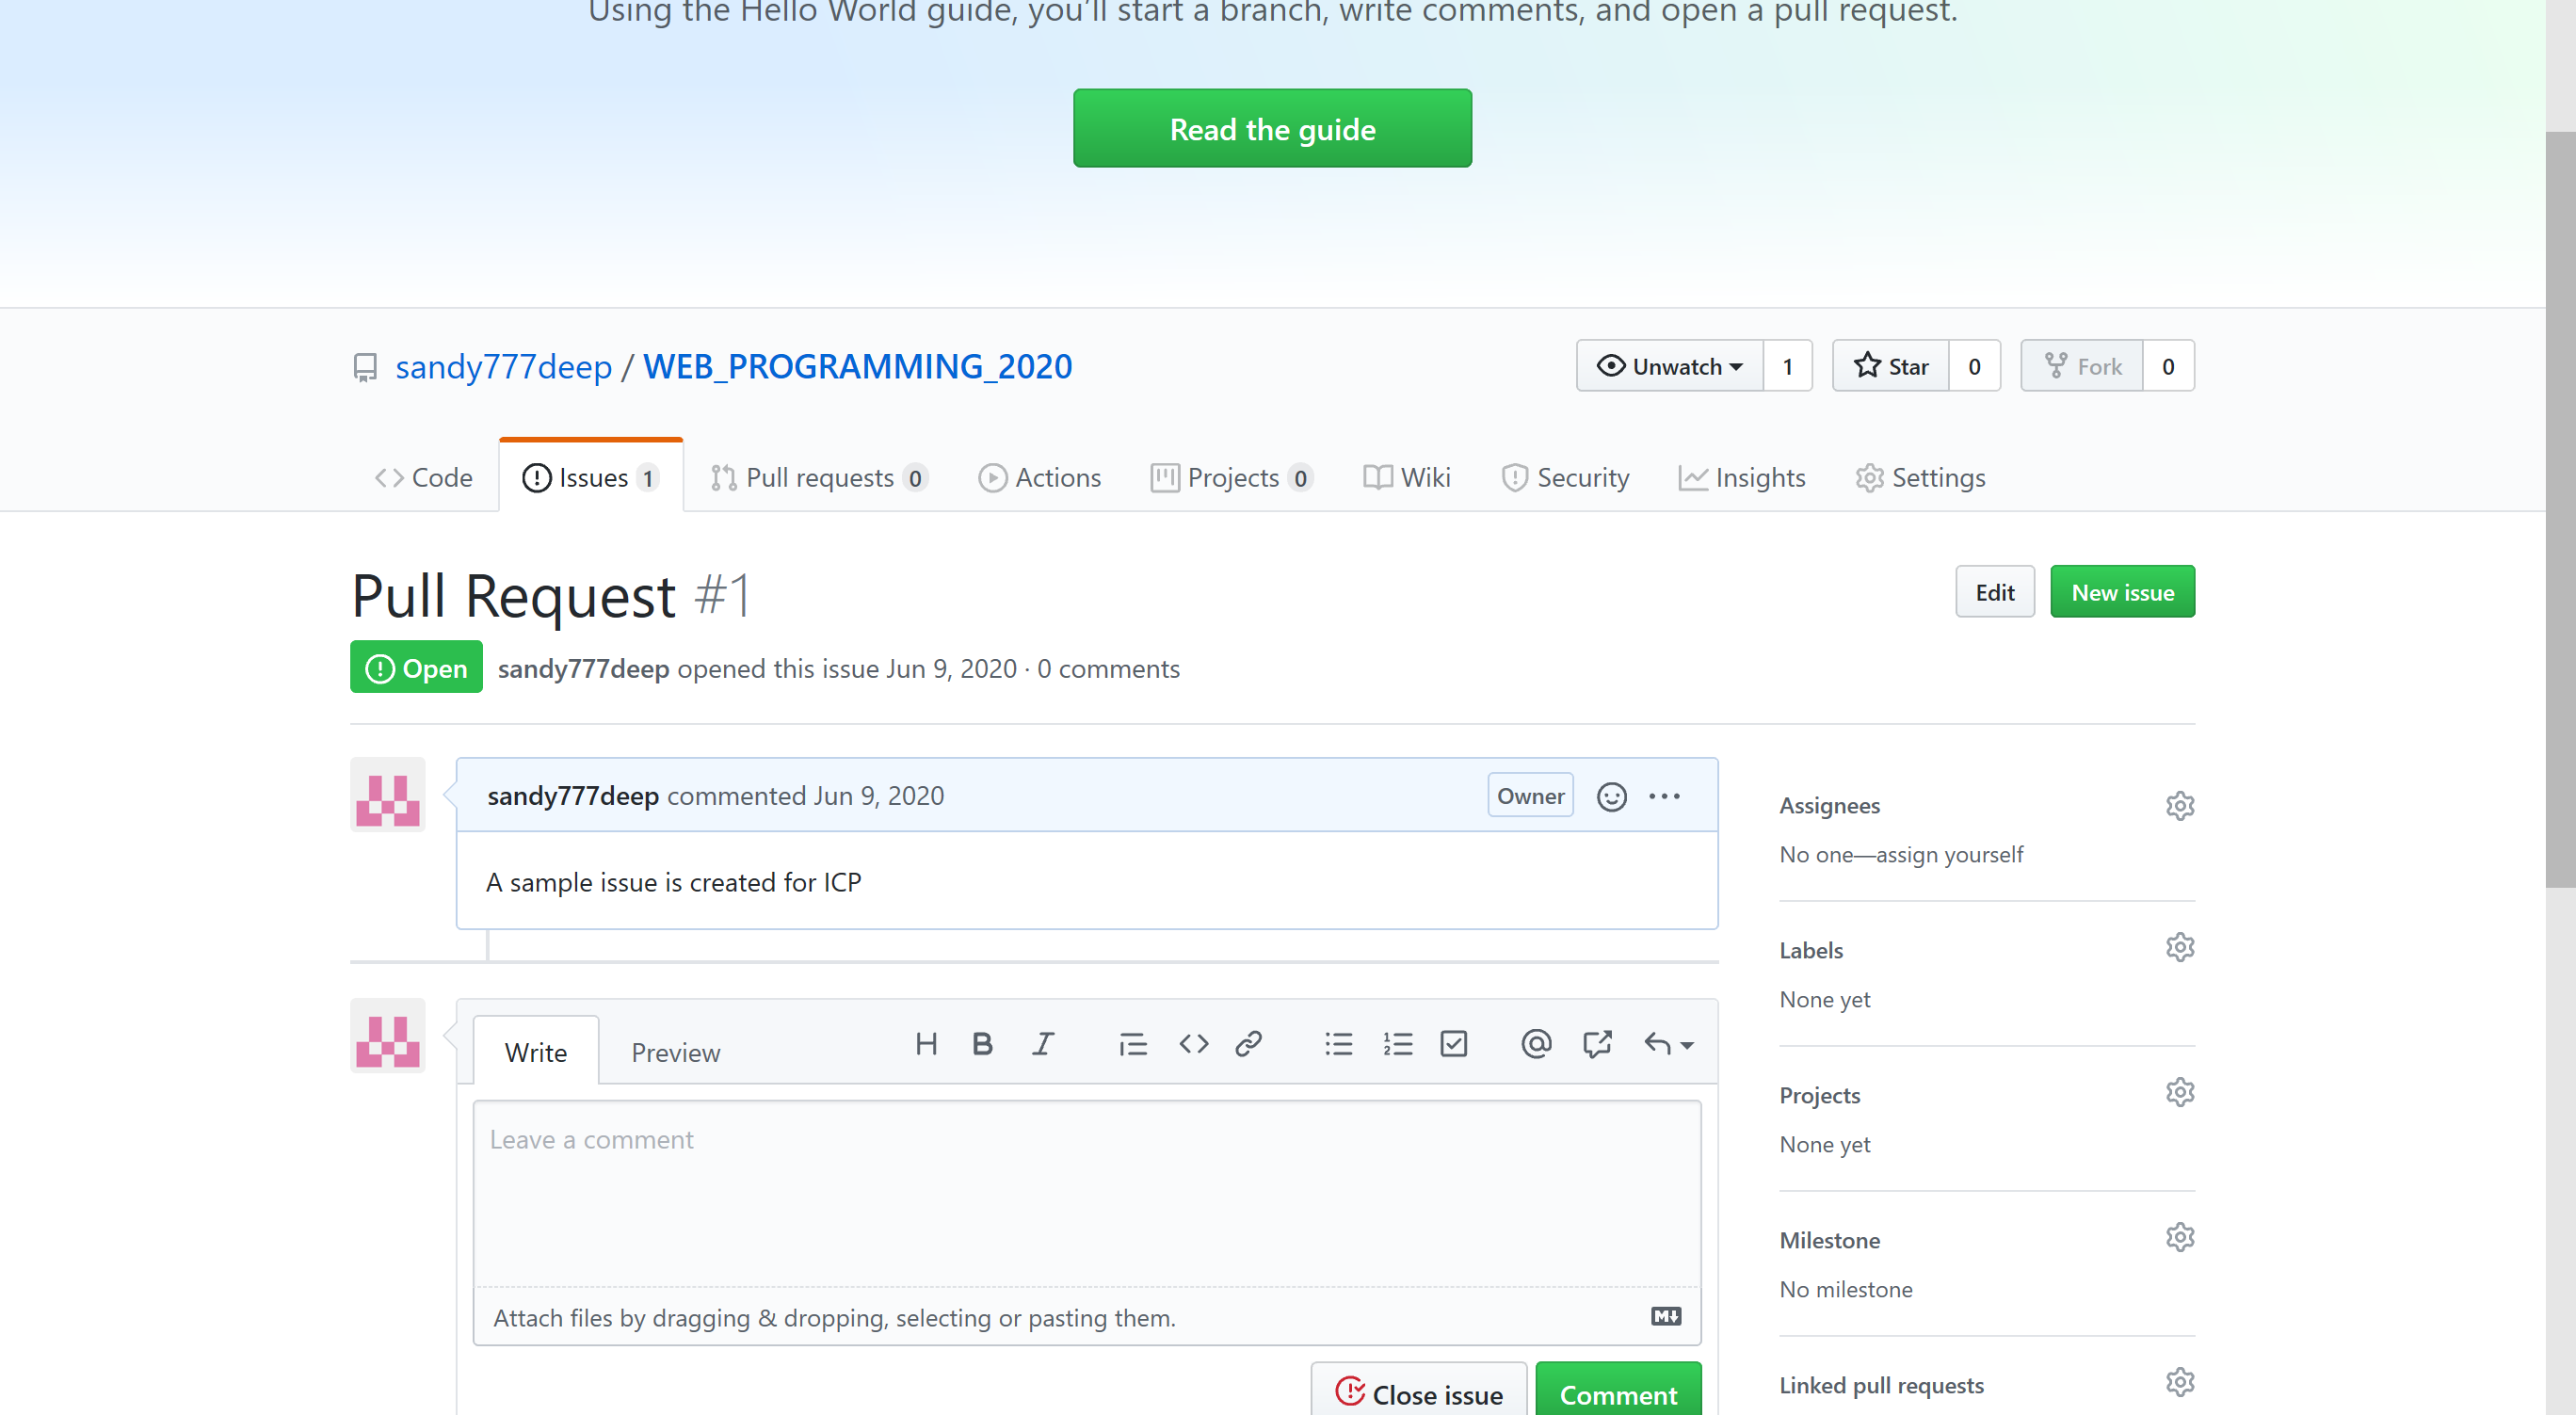 Using the Hello World guide, you'll start a branch, write comments, and open a pull request.
Read the guide
sandy777deep / WEB_PROGRAMMING_2020
Unwatch 1
Star 0
Fork 0
Code
Issues 1
Pull requests 0
Actions
Projects 0
Wiki
Security
Insights
Settings
Pull Request #1
Edit
New issue
Open
sandy777deep opened this issue Jun 9, 2020 · 0 comments
sandy777deep commented Jun 9, 2020
Owner
A sample issue is created for ICP
Write
Preview
Leave a comment
Attach files by dragging & dropping, selecting or pasting them.
Close issue
Comment
Assignees
No one—assign yourself
Labels
None yet
Projects
None yet
Milestone
No milestone
Linked pull requests